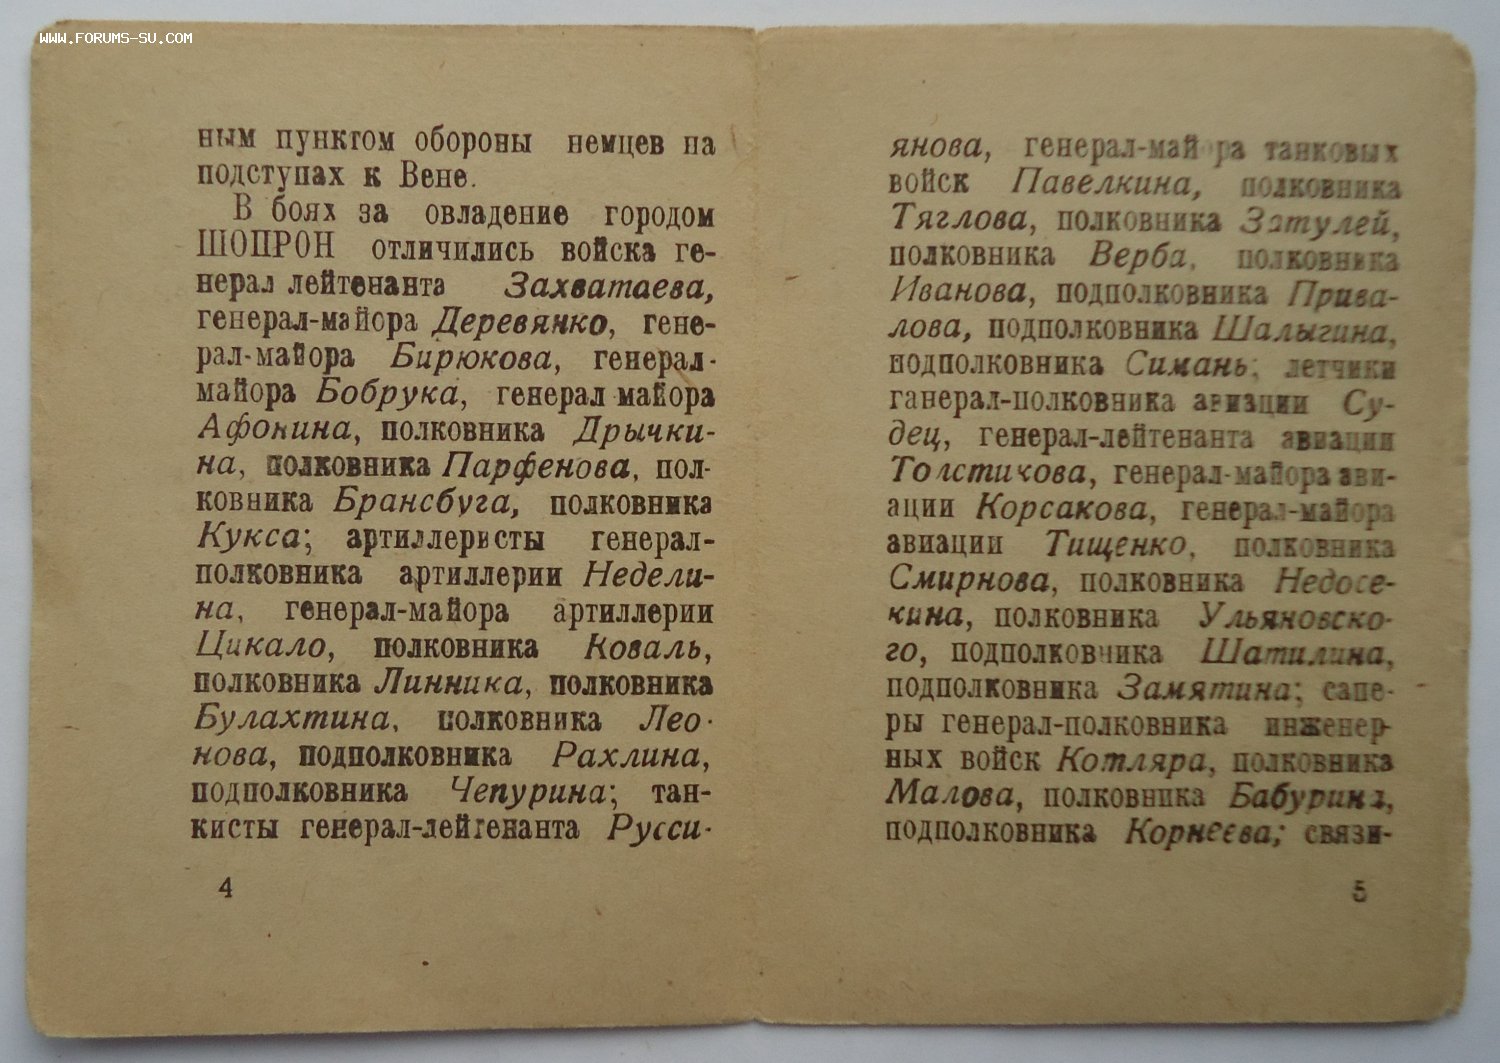 WWW.FORUMS-SU.COM
ным пунктом обороны немцев на
подступах к Вене.
В боях за овладение городом
ШОПРОН отличились войска ге-
нерал лейтенанта Захватаева,
генерал-майора Деревянко, гене-
рал-майора Бирюкова, генерал-
майора Бобрука, генерал майора
Афонина, полковника Дрычки-
на, полковника Парфенова, пол-
ковника Брансбуга, полковника
Кукса; артиллеристы генерал-
полковника артиллерии Недели-
на, генерал-майора артиллерии
Цикало, полковника Коваль,
полковника Линника, полковника
Булахтина, полковника Лео-
нова, подполковника Рахлина,
подполковника Чепурина; тан-
кисты генерал-лейтенанта Русси-
4
янова, генерал-майора танковых
войск Павелкина, полковника
Тяглова, полковника Затулей,
полковника Верба, полковника
Иванова, подполковника Прива-
лова, подполковника Шалыгина,
подполковника Симань; летчики
ганерал-полковника авиации Су-
дец, генерал-лейтенанта авиации
Толстикова, генерал-майора ави-
ации Корсакова, генерал-майора
авиации Тищенко, полковника
Смирнова, полковника Недосе-
кина, полковника Ульяновско-
го, подполковника Шатилина,
подполковника Замятина; сапе-
ры генерал-полковника инженер-
ных войск Котляра, полковника
Малова, полковника Бабурина,
подполковника Корнеева; связи-
5